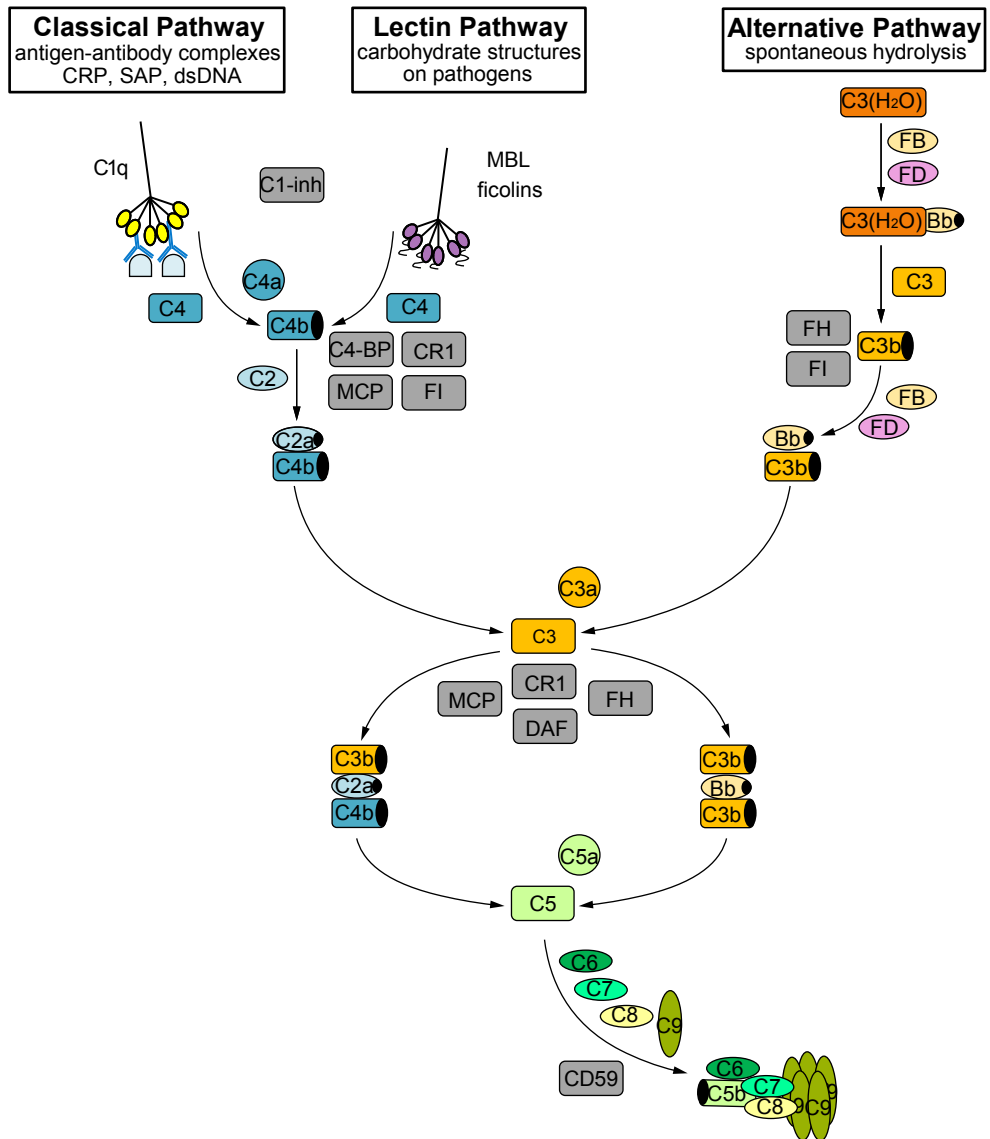 Classical Pathway
antigen-antibody complexes
CRP, SAP, dsDNA
Lectin Pathway
carbohydrate structures
on pathogens
Alternative Pathway
spontaneous hydrolysis
C3(H₂O)
FB
FD
C1q
C1-inh
MBL
ficolins
C3(H₂O)
Bb
C4a
C3
C4
C4b
C4
C4-BP
CR1
FH
C3b
FI
C2
MCP
FI
FB
FD
C2a
C4b
Bb
C3b
C3a
C3
MCP
CR1
FH
DAF
C3b
C2a
C4b
C3b
Bb
C3b
C5a
C5
C6
C7
C8
C9
CD59
C6
C5b
C7
C8
9
C9
9